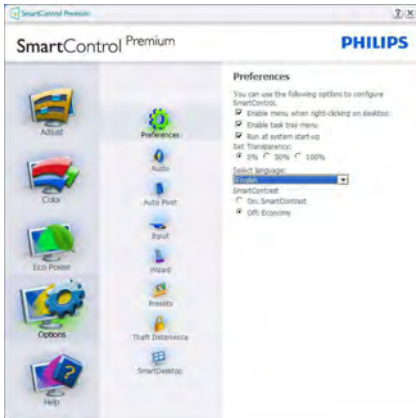 SmartControl Premium
SmartControl Premium
PHILIPS
Adjust
Color
Eco Power
Options
Help
Preferences
Audio
Auto Pivot
Input
Wizard
Presets
Theft Deterrence
SmartDesktop
Preferences
You can use the following options to configure
SmartControl.
Enable menu when right-clicking on desktop
Enable task tray menu
Run at system start-up
Set Transparency:
0% 50% 100%
Select language:
English
SmartContrast
On: SmartContrast
Off: Economy